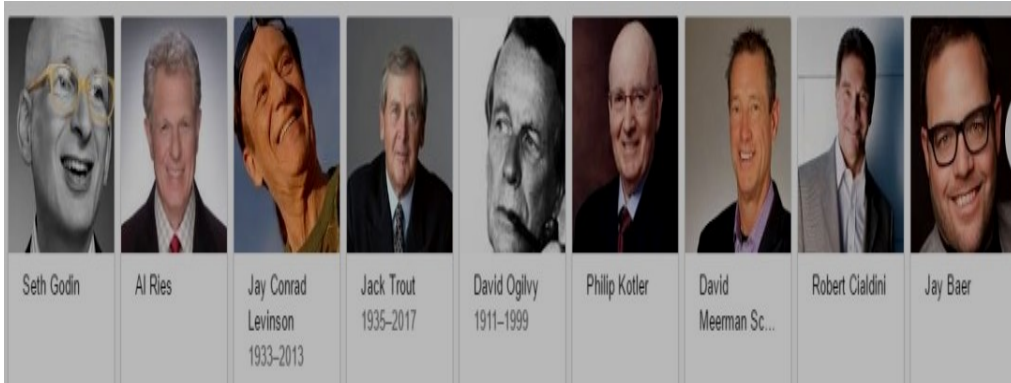 Seth Godin
Al Ries
Jay Conrad
Levinson
1933–2013
Jack Trout
1935–2017
David Ogilvy
1911–1999
Philip Kotler
David
Meerman Sc...
Robert Cialdini
Jay Baer